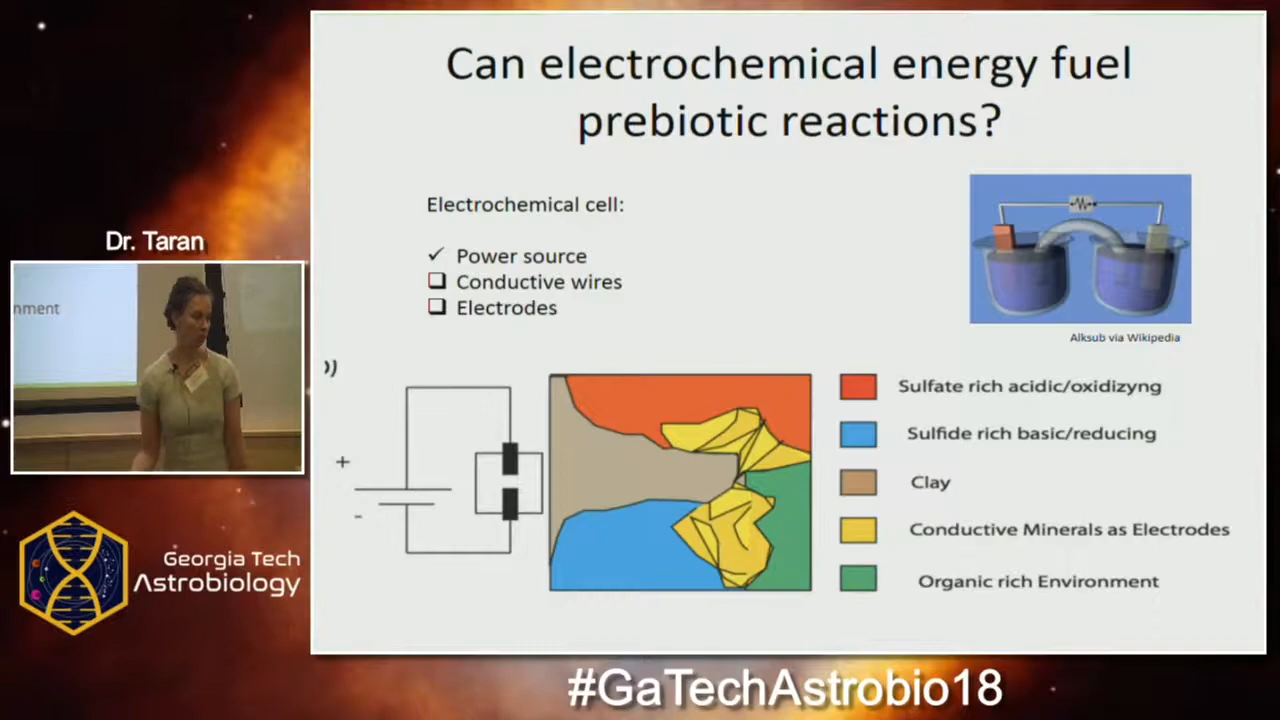 Can electrochemical energy fuel
prebiotic reactions?
Electrochemical cell:
✓ Power source
❑ Conductive wires
❑ Electrodes
Alksub via Wikipedia
Dr. Taran
nment
)
+
-
Sulfate rich acidic/oxidizyng
Sulfide rich basic/reducing
Clay
Conductive Minerals as Electrodes
Organic rich Environment
Georgia Tech
Astrobiology
#GaTechAstrobio18